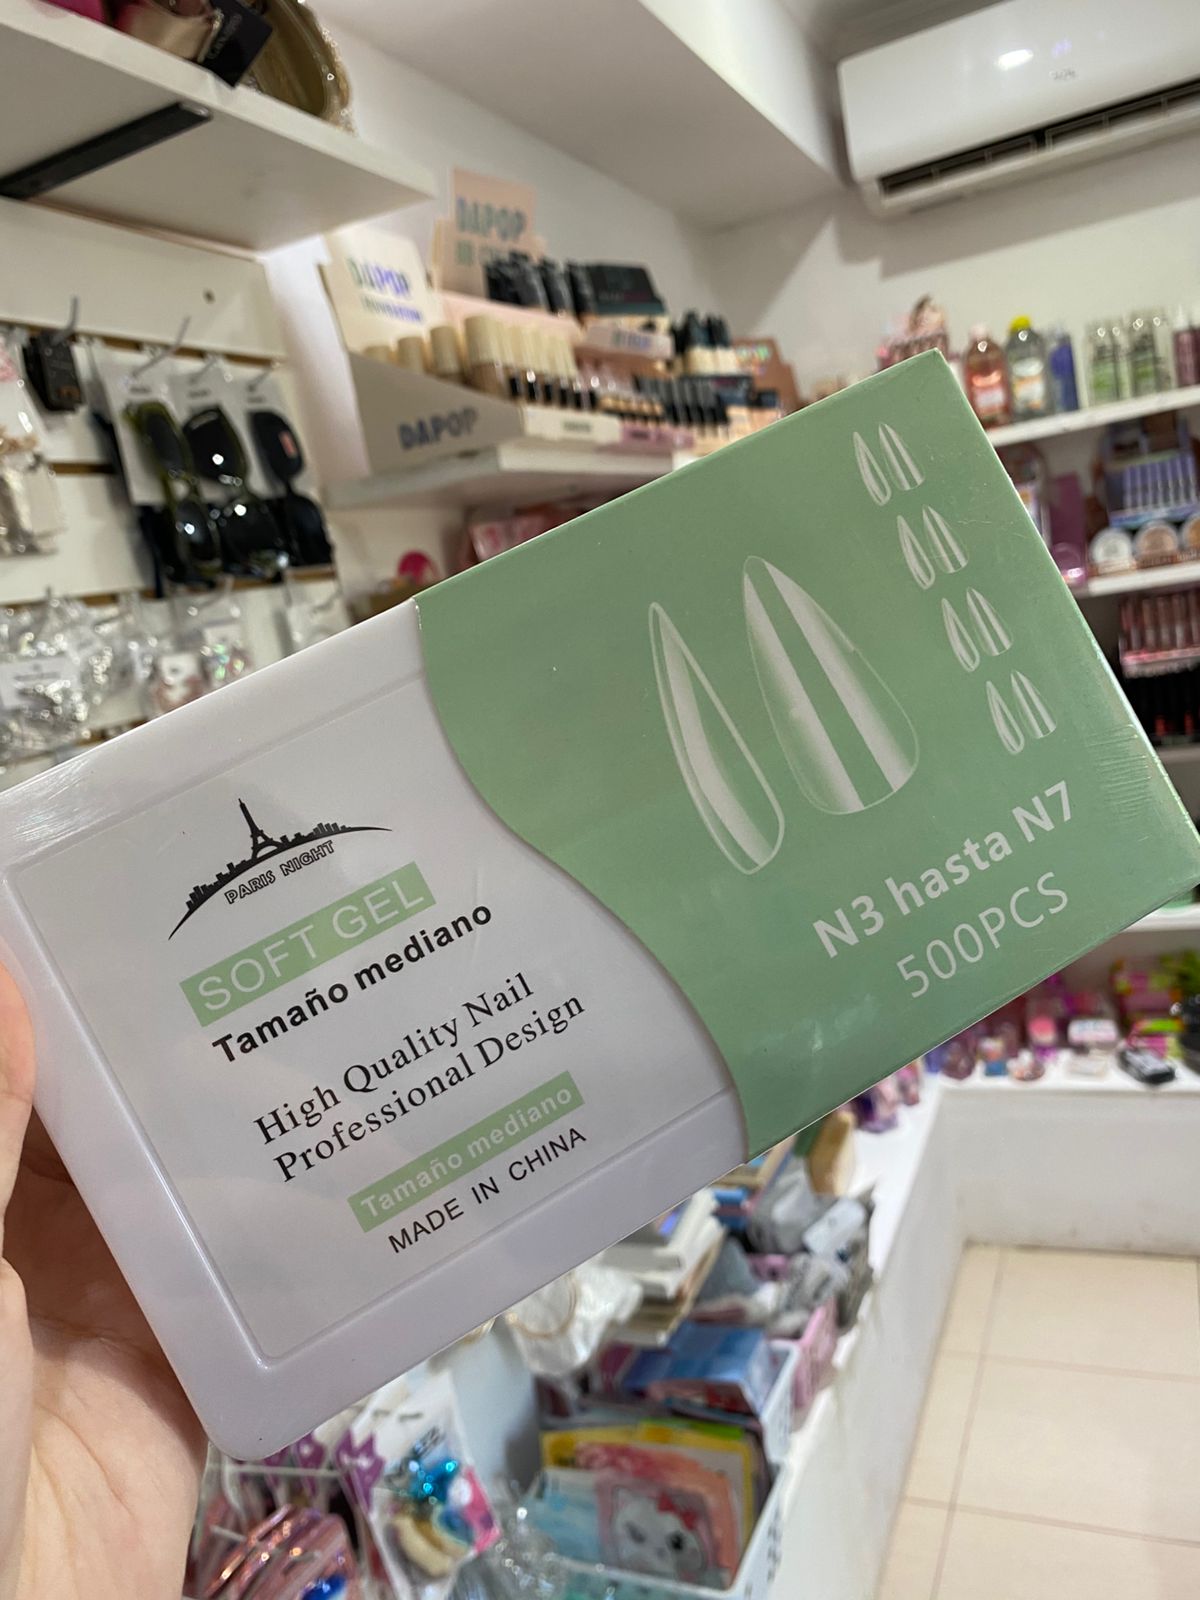 DAPOP
DAPOP
DAPOP
PARIS NIGHT
SOFT GEL
Tamaño mediano
High Quality Nail
Professional Design
Tamaño mediano
MADE IN CHINA
N3 hasta N7
500PCS